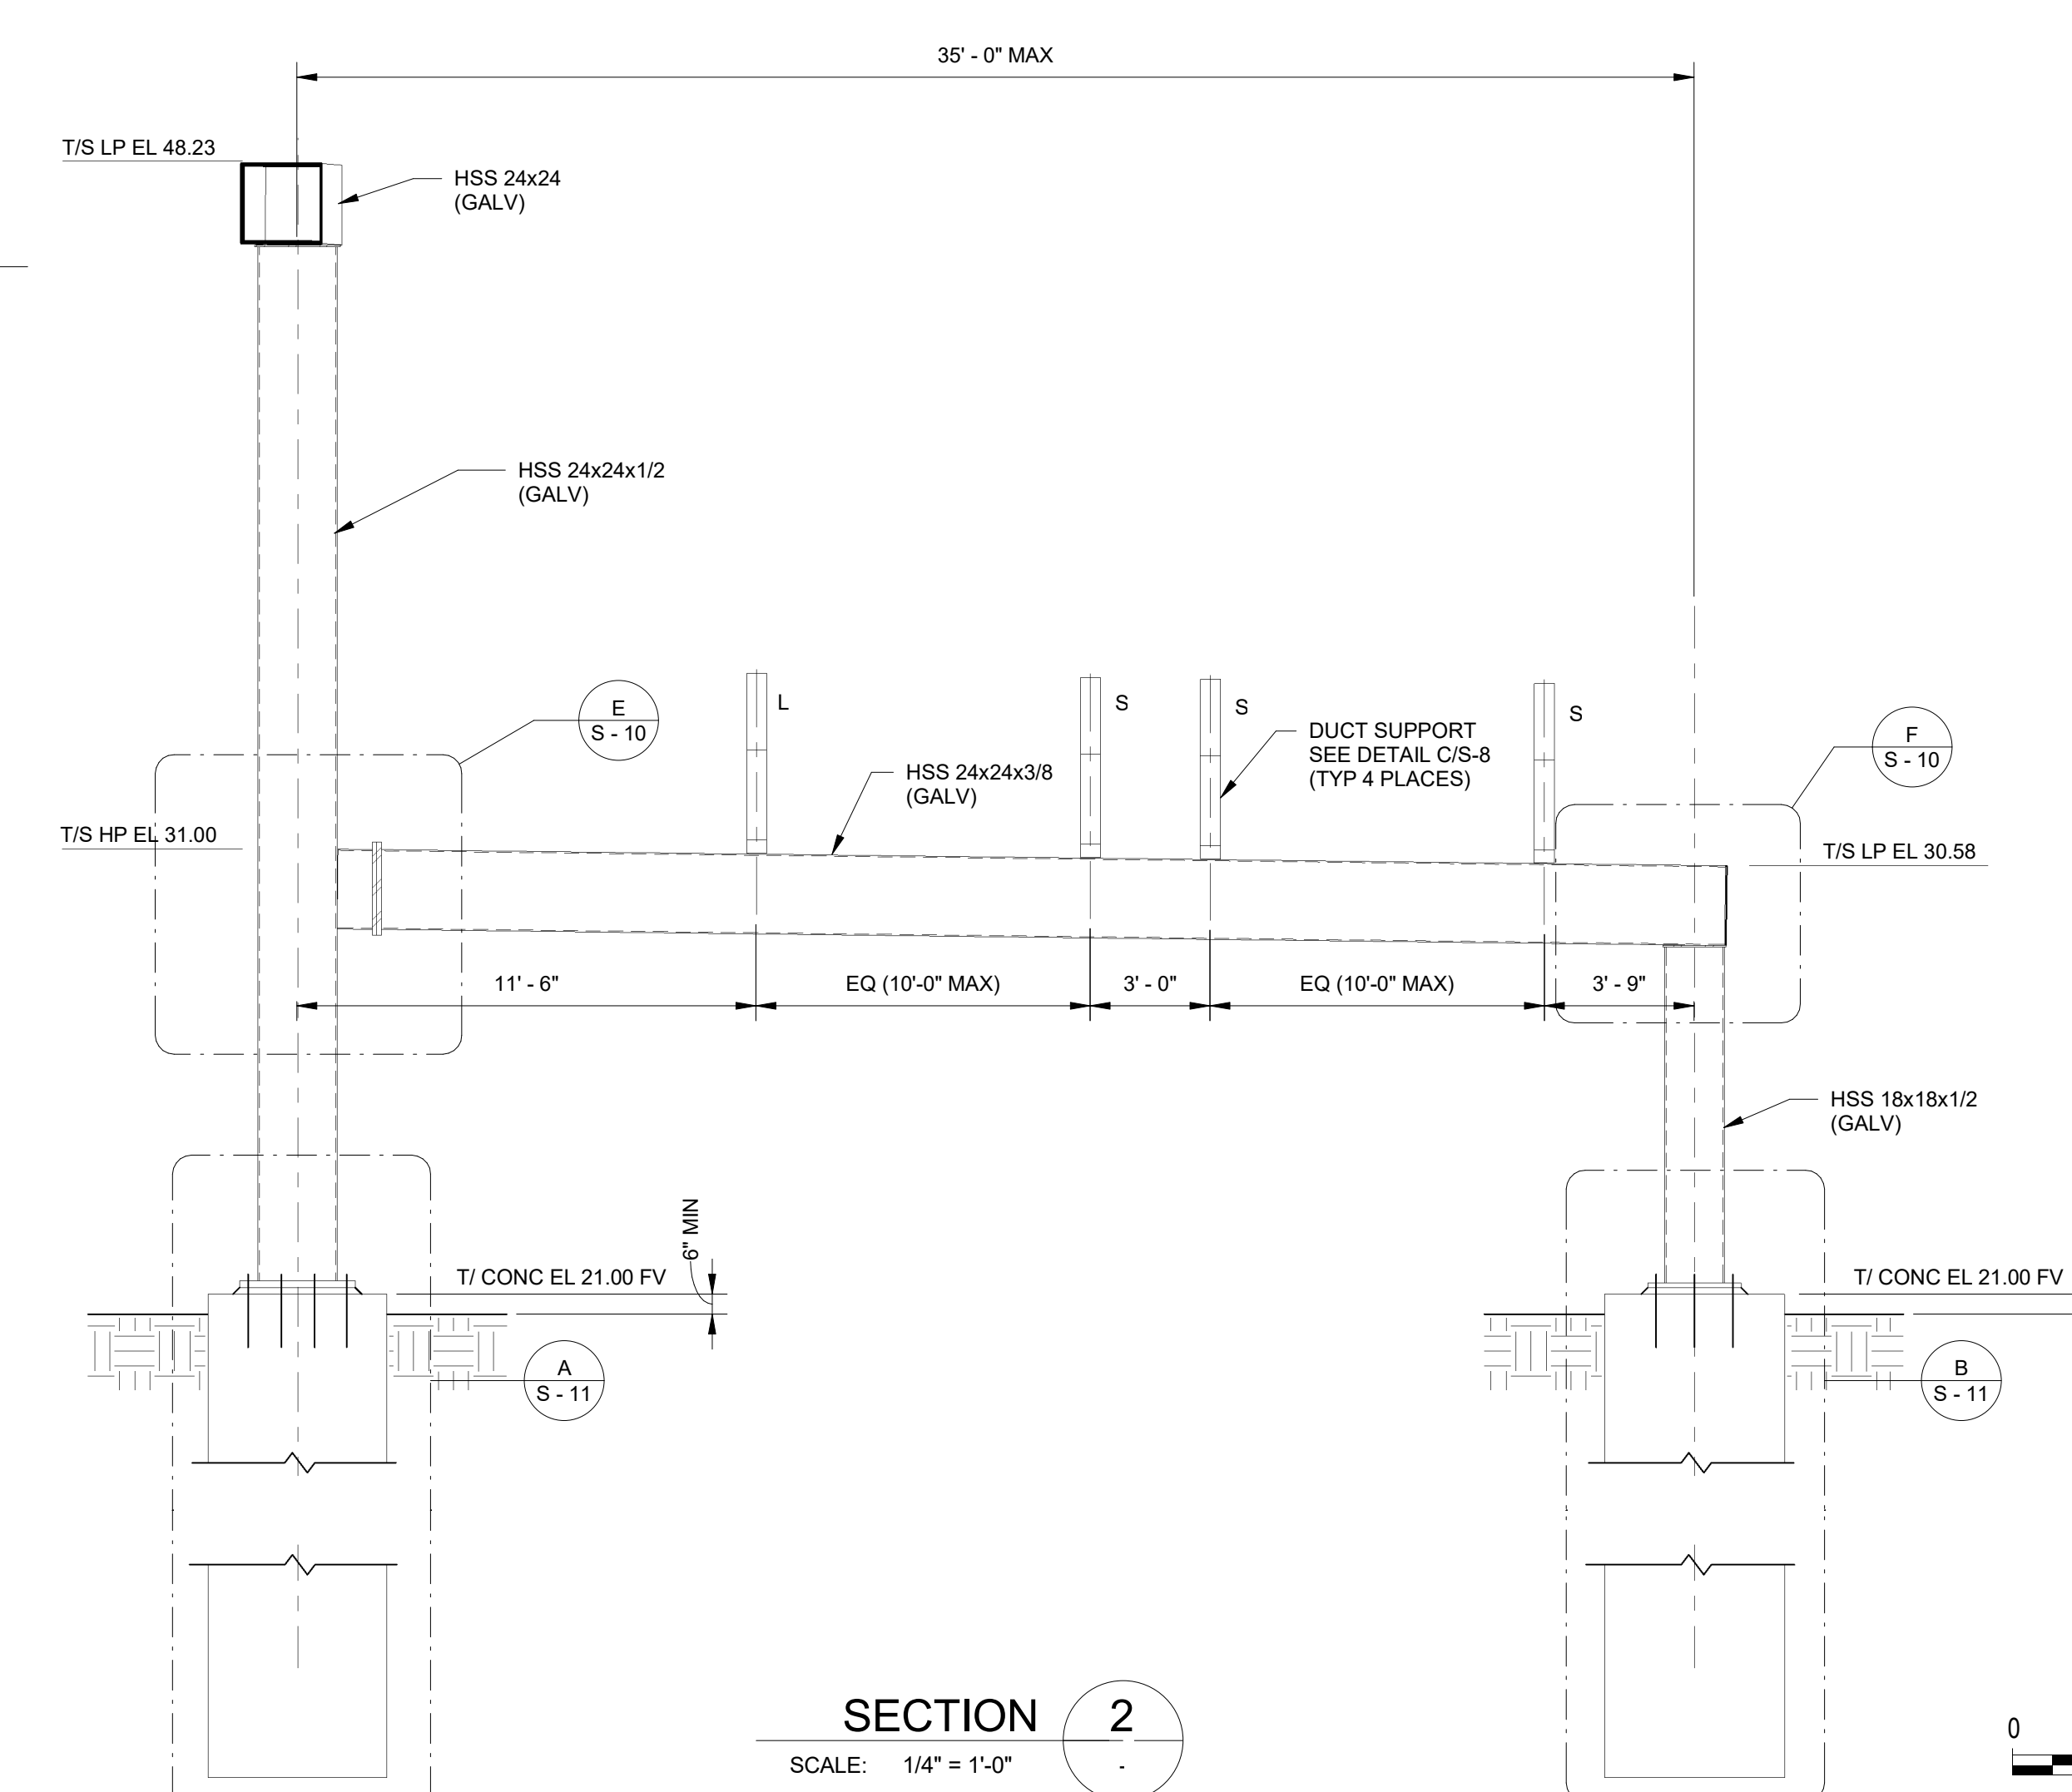 35' - 0" MAX
T/S LP EL 48.23
HSS 24x24
(GALV)
HSS 24x24x1/2
(GALV)
E
S - 10
L
S
S
S
DUCT SUPPORT
SEE DETAIL C/S-8
(TYP 4 PLACES)
F
S - 10
HSS 24x24x3/8
(GALV)
T/S HP EL 31.00
T/S LP EL 30.58
11' - 6"
EQ (10'-0" MAX)
3' - 0"
EQ (10'-0" MAX)
3' - 9"
HSS 18x18x1/2
(GALV)
6" MIN
T/ CONC EL 21.00 FV
T/ CONC EL 21.00 FV
A
S - 11
B
S - 11
SECTION
2
SCALE: 1/4" = 1'-0"
-
0